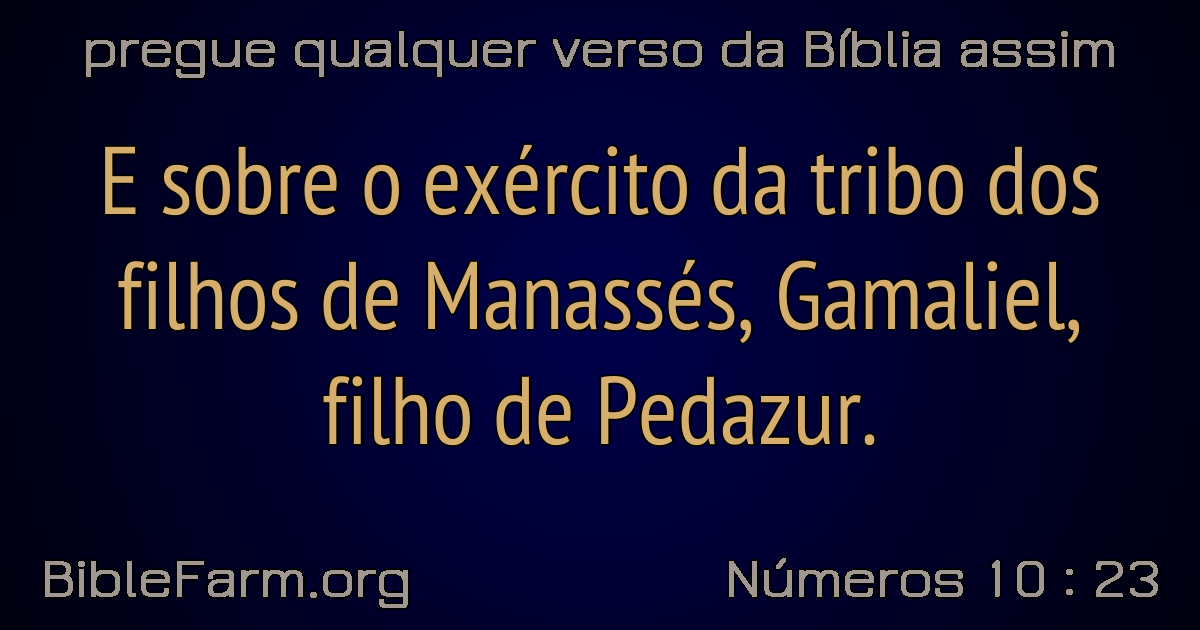 pregue qualquer verso da Bíblia assim
E sobre o exército da tribo dos
filhos de Manassés, Gamaliel,
filho de Pedazur.
BibleFarm.org
Números 10 : 23